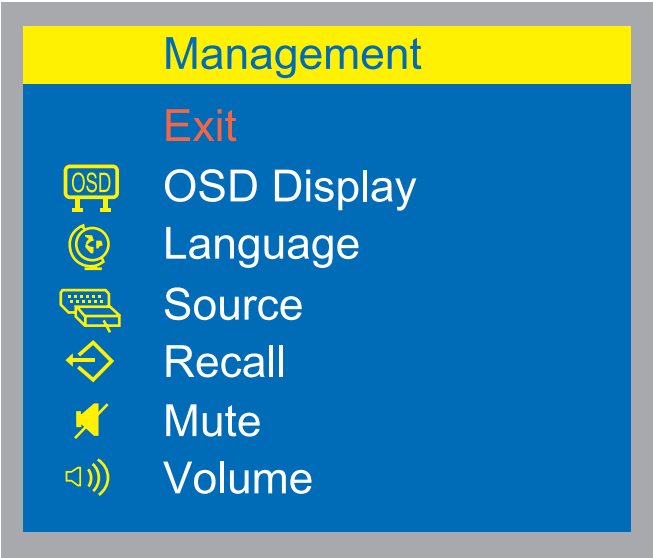 Management
Exit
OSD OSD Display
Language
Source
Recall
Mute
Volume